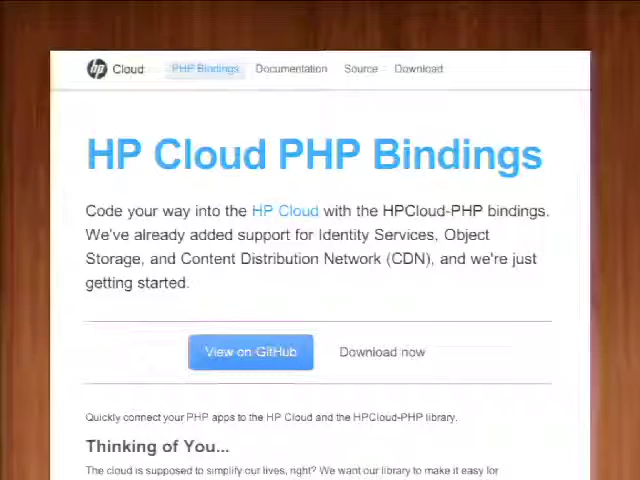 hp Cloud PHP Bindings Documentation Source Download
HP Cloud PHP Bindings
Code your way into the HP Cloud with the HPCloud-PHP bindings.
We've already added support for Identity Services, Object
Storage, and Content Distribution Network (CDN), and we're just
getting started.
View on GitHub Download now
Quickly connect your PHP apps to the HP Cloud and the HPCloud-PHP library.
Thinking of You...
The cloud is supposed to simplify our lives, right? We want our library to make it easy for